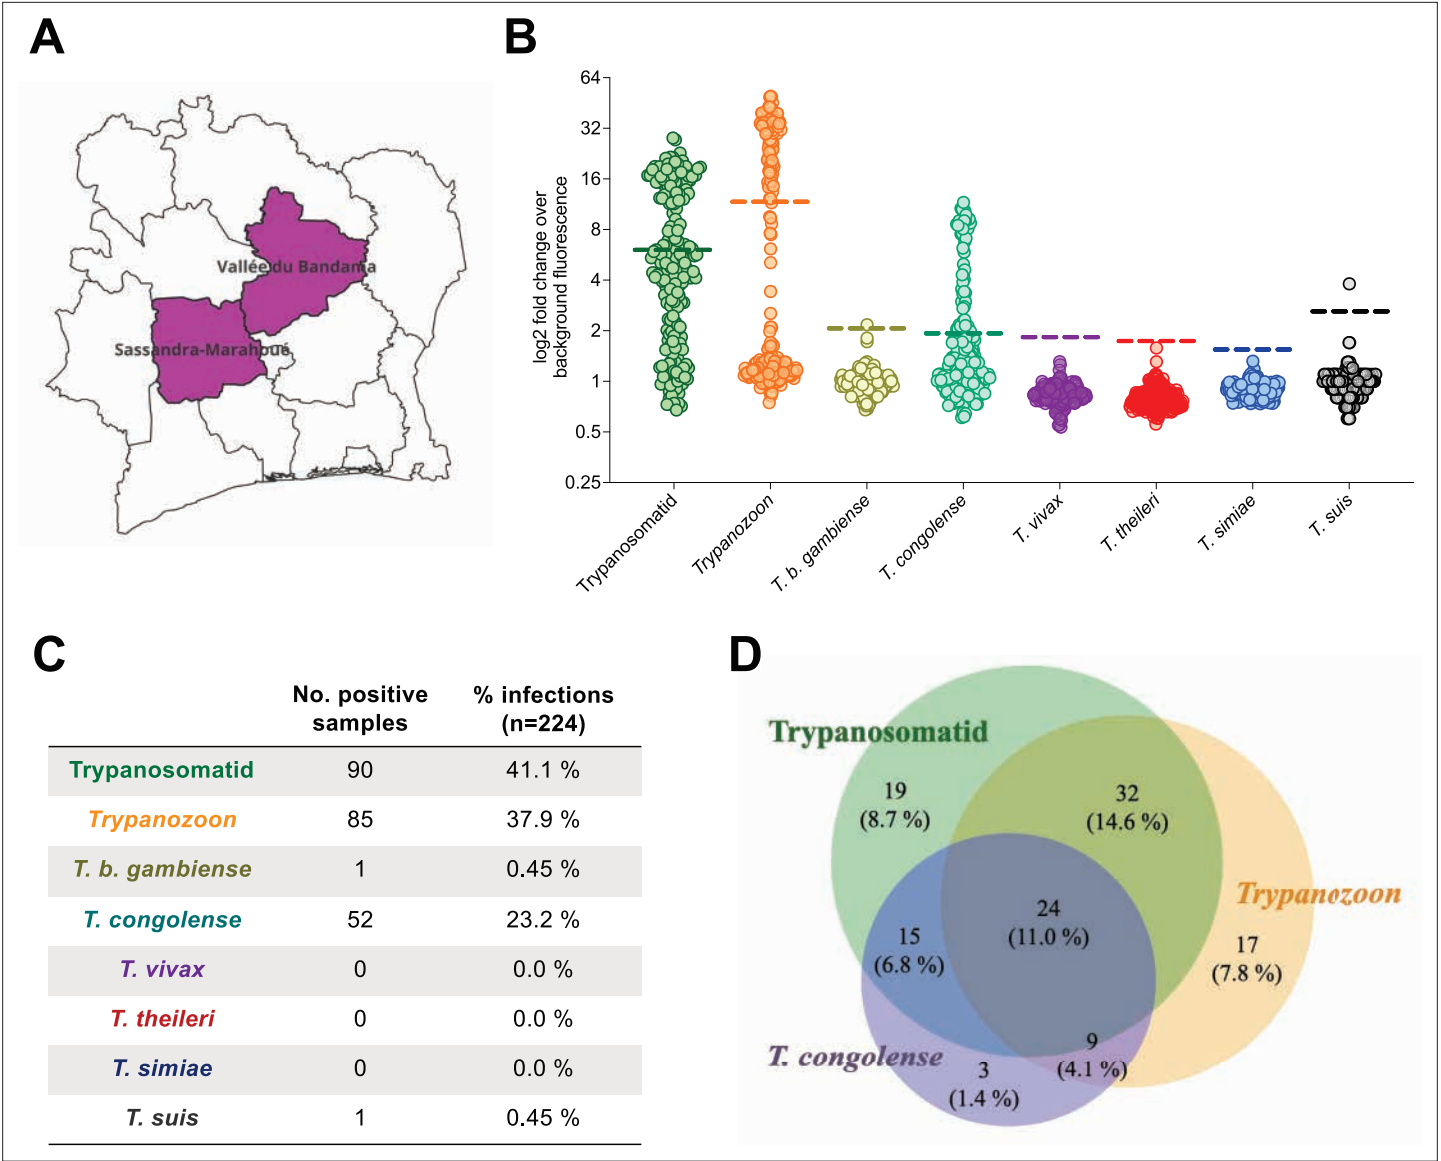 A
Vallée du Bandama
Sassandra-Marahoué
B
log2 fold change over
background fluorescence
64
32
16
8
4
2
1
0.5
0.25
Trypanosomatid
Trypanozoon
T. b. gambiense
T. congolense
T. vivax
T. theileri
T. simiae
T. suis
C
No. positive samples % infections (n=224)
Trypanosomatid 90 41.1 %
Trypanozoon 85 37.9 %
T. b. gambiense 1 0.45 %
T. congolense 52 23.2 %
T. vivax 0 0.0 %
T. theileri 0 0.0 %
T. simiae 0 0.0 %
T. suis 1 0.45 %
D
Trypanosomatid
19
(8.7 %)
32
(14.6 %)
Trypanozoon
24
(11.0 %)
15
(6.8 %)
17
(7.8 %)
T. congolense
9
(4.1 %)
3
(1.4 %)